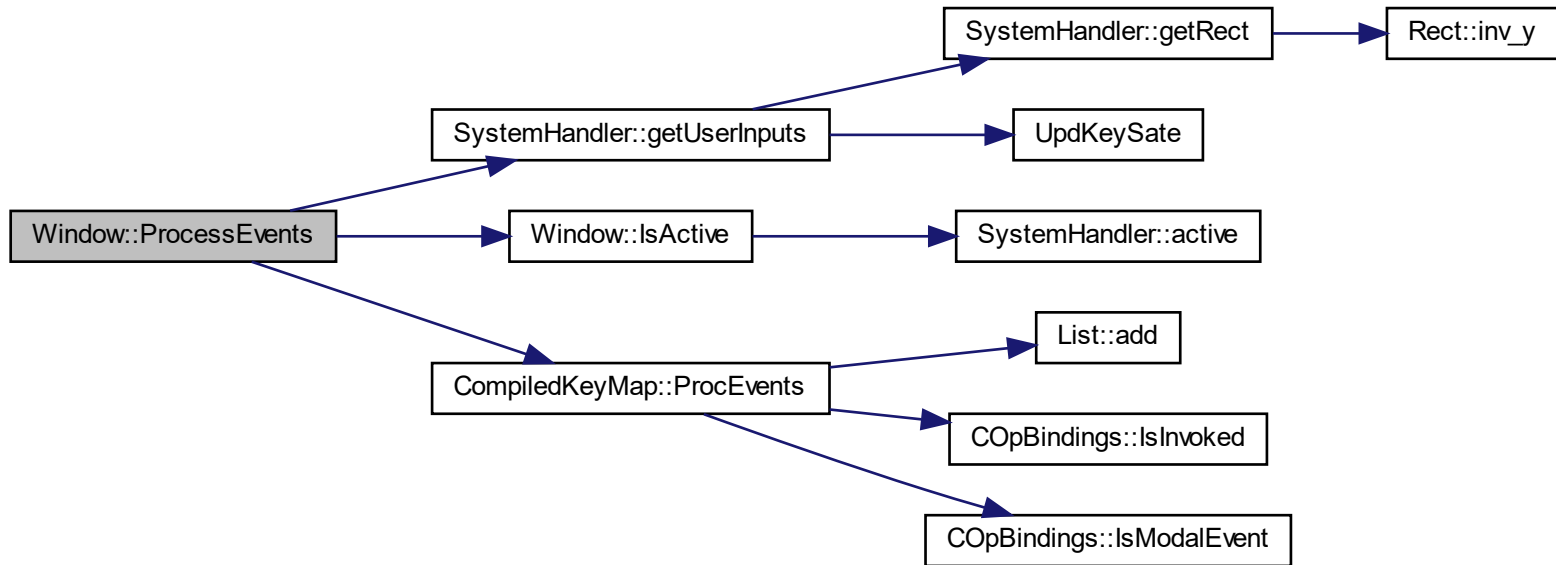 SystemHandler::getRect
Rect::inv_y
SystemHandler::getUserInputs
UpdKeySate
Window::ProcessEvents
Window::IsActive
SystemHandler::active
List::add
CompiledKeyMap::ProcEvents
COpBindings::IsInvoked
COpBindings::IsModalEvent